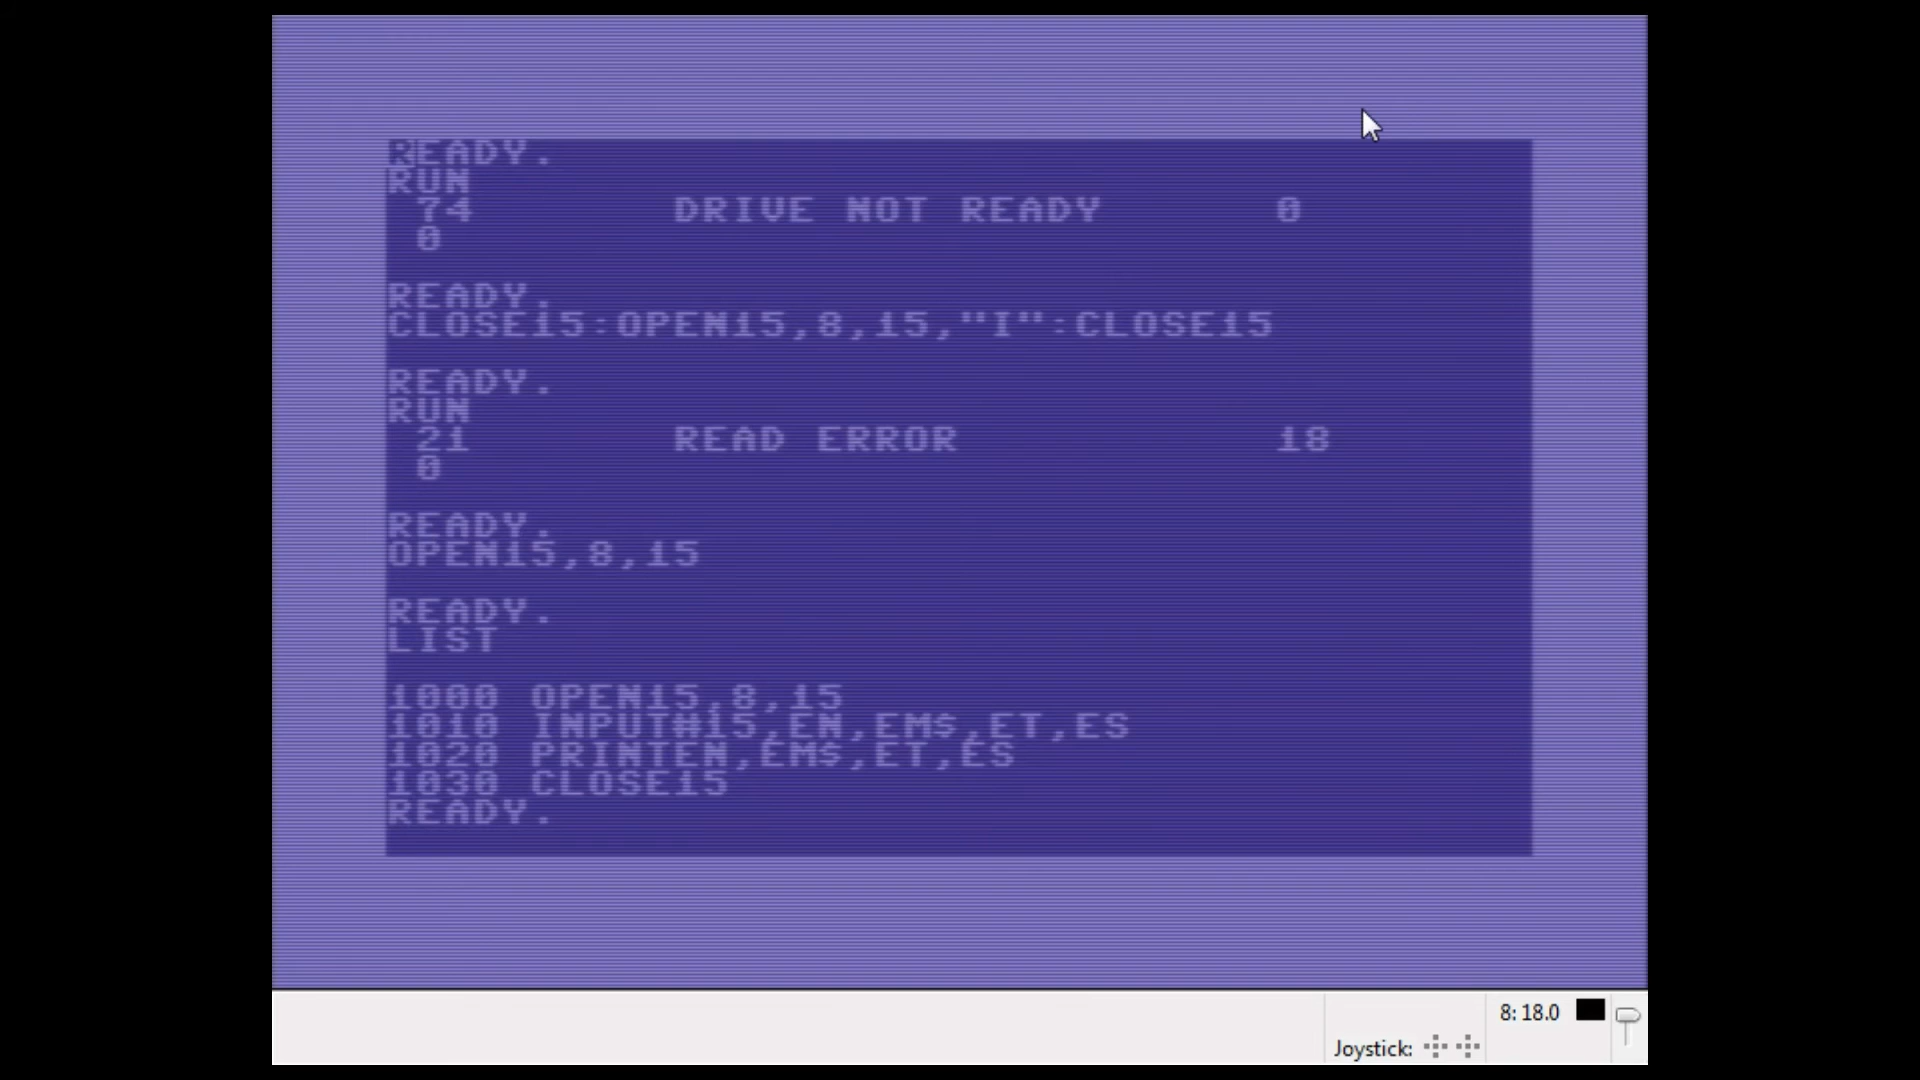 READY.
RUN
74 DRIVE NOT READY 0
0
READY.
CLOSE15:OPEN15,8,15,"I":CLOSE15
READY.
RUN
21 READ ERROR 18
0
READY.
OPEN15,8,15
READY.
LIST
1000 OPEN15,8,15
1010 INPUT#15,EN,EM$,ET,ES
1020 PRINTEN,EM$,ET,ES
1030 CLOSE15
READY.
8: 18.0
Joystick: